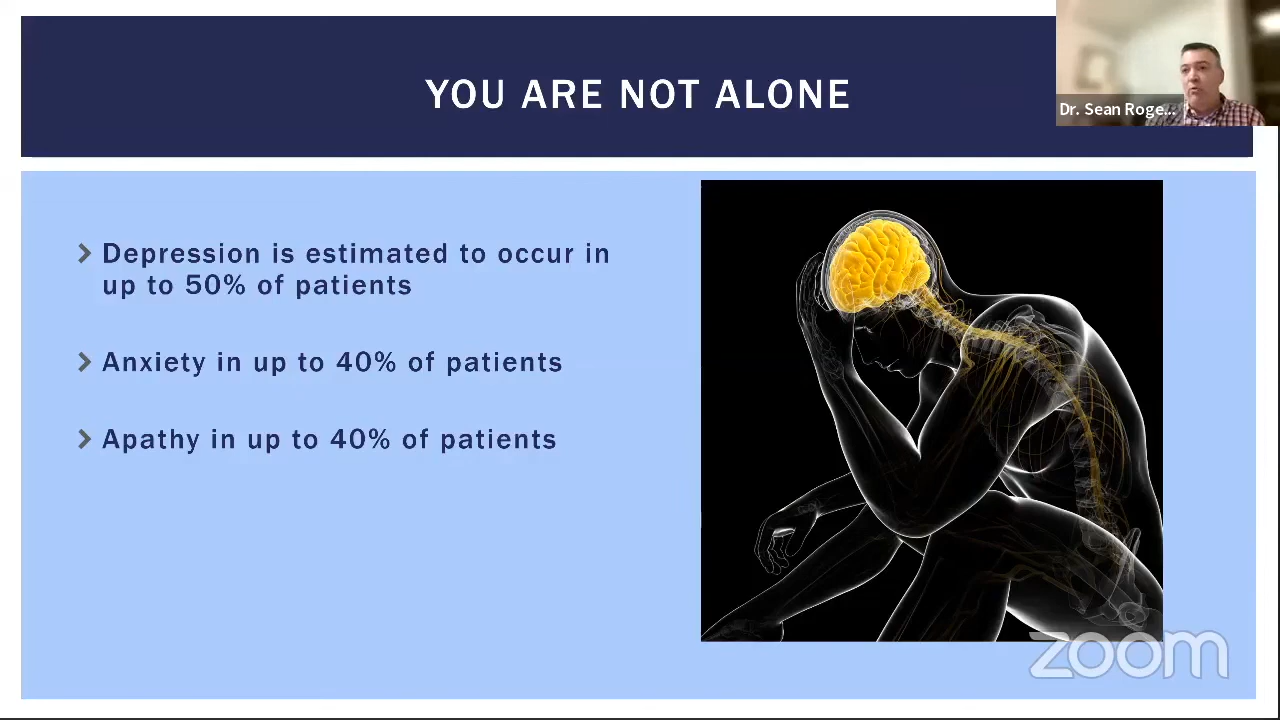 YOU ARE NOT ALONE
Dr. Sean Roge...
Depression is estimated to occur in
up to 50% of patients
Anxiety in up to 40% of patients
Apathy in up to 40% of patients
zoom